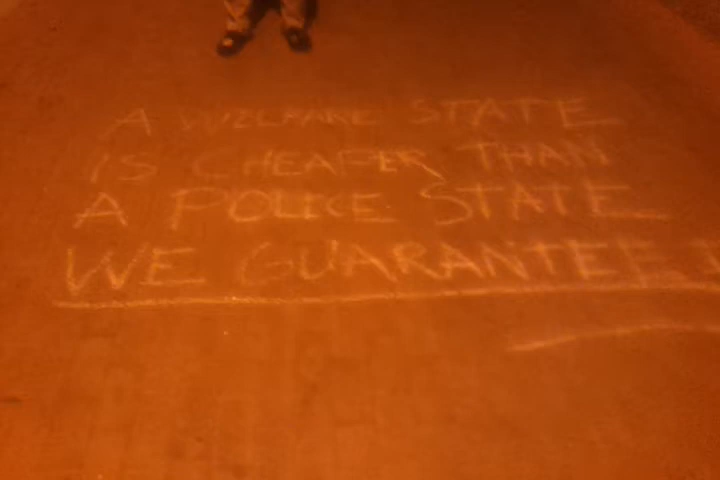 A WELFARE STATE
IS CHEAPER THAN
A POLICE STATE
WE GUARANTEE